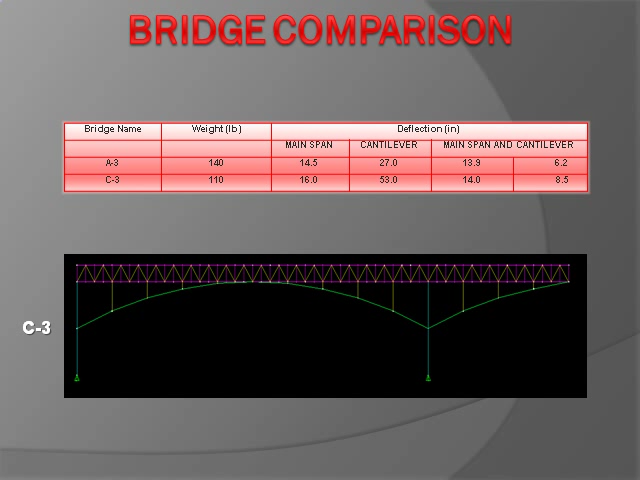 BRIDGE COMPARISON
Bridge Name Weight (lb) Deflection (in)
MAIN SPAN CANTILEVER MAIN SPAN AND CANTILEVER
A-3 140 14.5 27.0 13.9 6.2
C-3 110 16.0 53.0 14.0 8.5
C-3